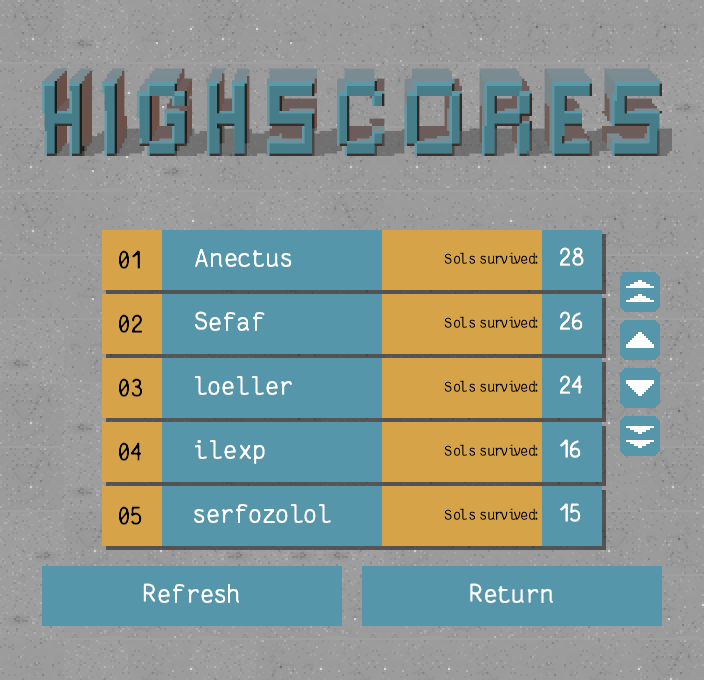 HIGHSCORES
01 Anectus Sols survived: 28
02 Sefaf Sols survived: 26
03 loeller Sols survived: 24
04 ilexp Sols survived: 16
05 serfozolol Sols survived: 15
Refresh Return